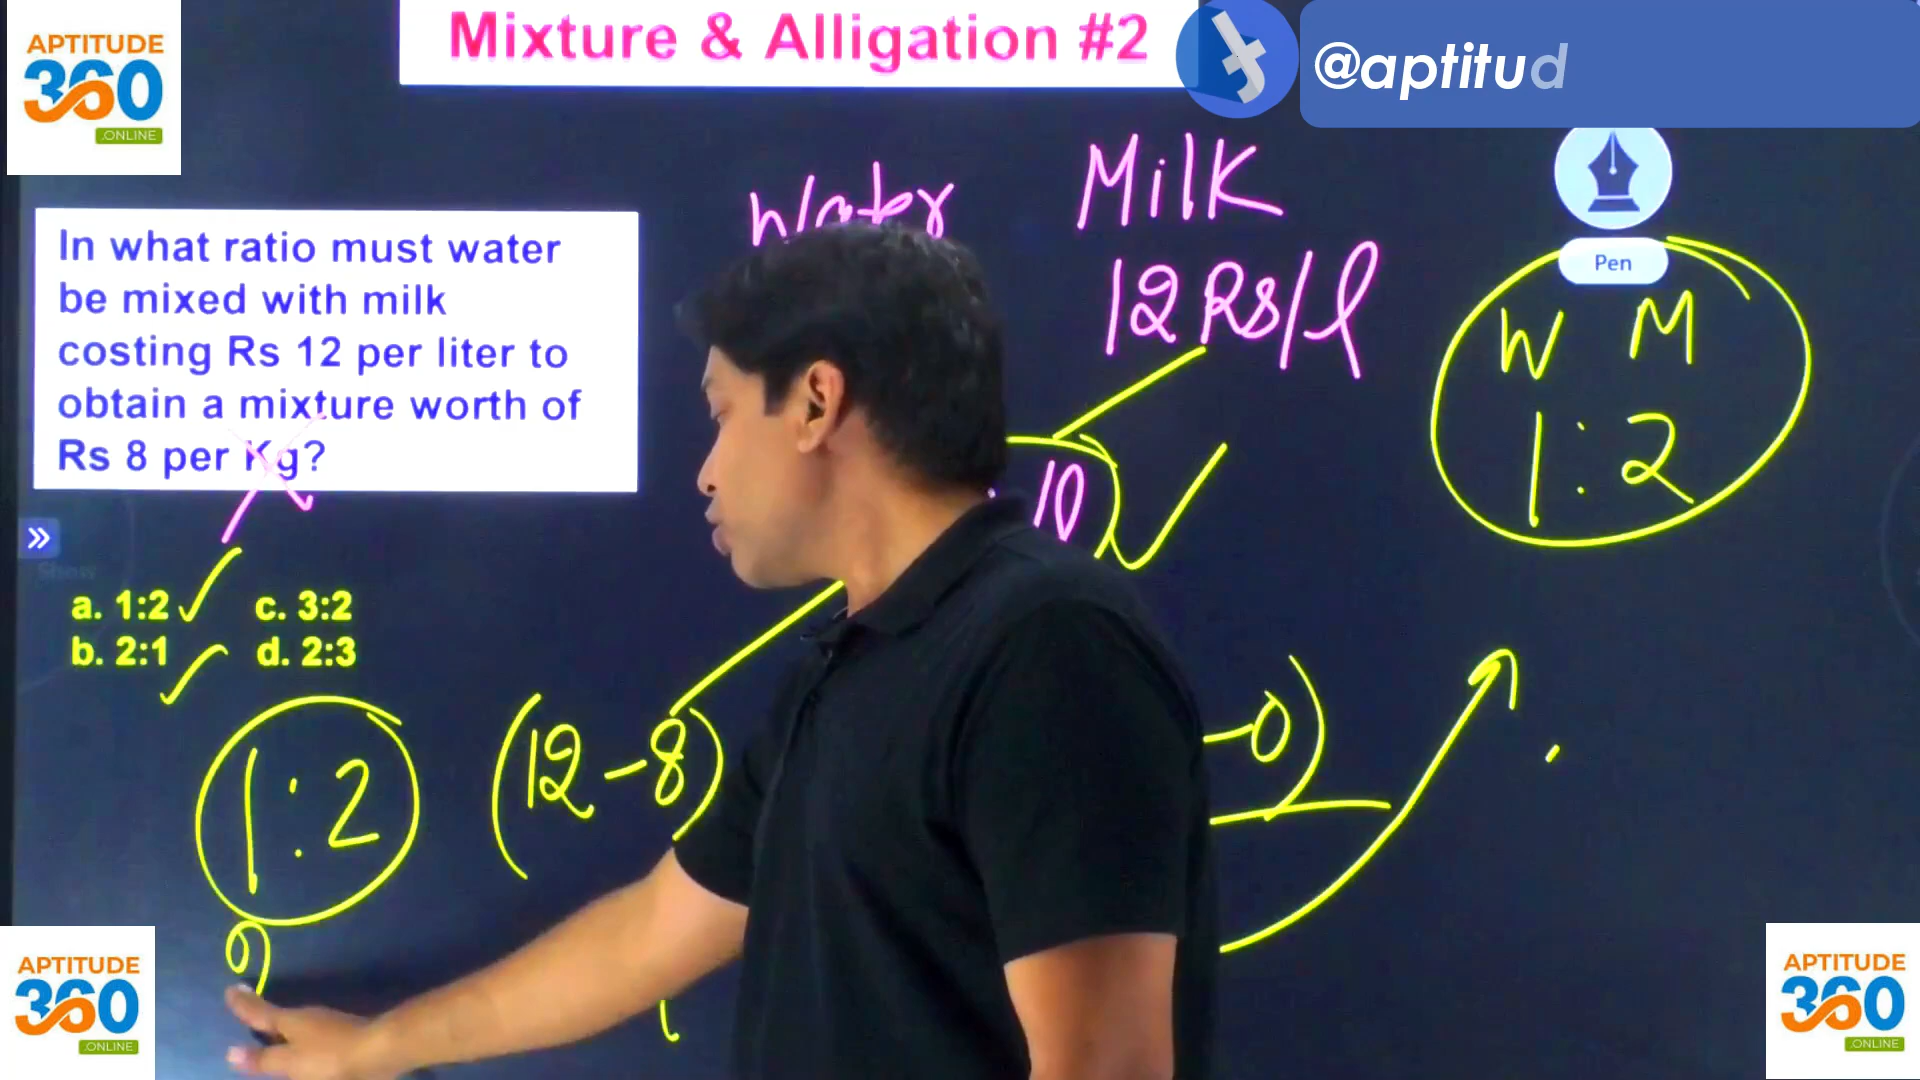 Mixture & Alligation #2
@aptitud
APTITUDE
360
.ONLINE
Pen
Water
Milk
12 Rs/l
In what ratio must water
be mixed with milk
costing Rs 12 per liter to
obtain a mixture worth of
Rs 8 per Kg?
W M
1 : 2
10
»
Show
a. 1:2
c. 3:2
b. 2:1
d. 2:3
1 : 2
(12-8)
-0)
APTITUDE
360
.ONLINE
APTITUDE
360
.ONLINE